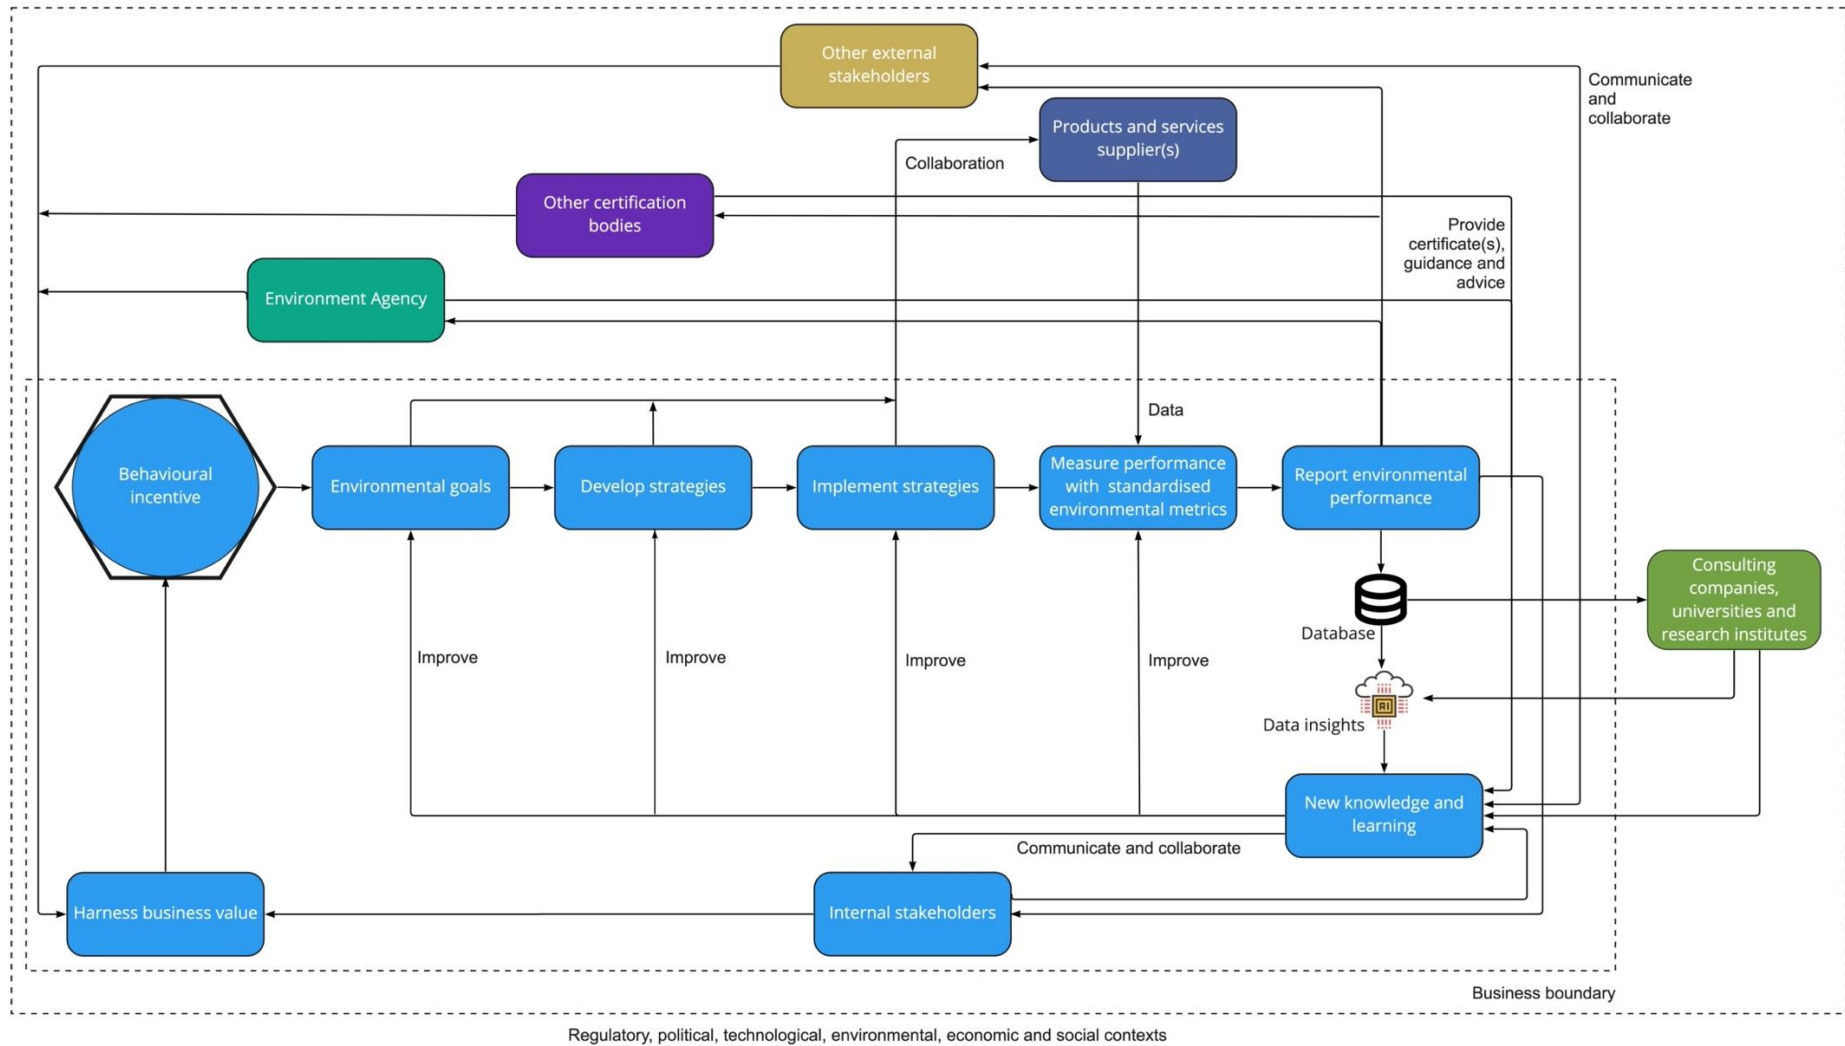 Other external
stakeholders
Communicate
and
collaborate
Products and services
supplier(s)
Collaboration
Other certification
bodies
Provide
certificate(s),
guidance and
advice
Environment Agency
Data
Behavioural
incentive
Environmental goals
Develop strategies
Implement strategies
Measure performance
with standardised
environmental metrics
Report environmental
performance
Consulting
companies,
universities and
research institutes
Database
Improve
Improve
Improve
Improve
AI
Data insights
New knowledge and
learning
Communicate and collaborate
Harness business value
Internal stakeholders
Business boundary
Regulatory, political, technological, environmental, economic and social contexts